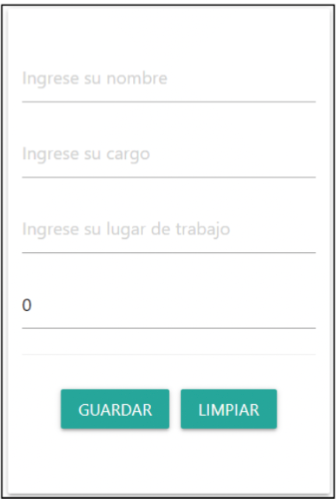 Ingrese su nombre
Ingrese su cargo
Ingrese su lugar de trabajo
0
GUARDAR LIMPIAR